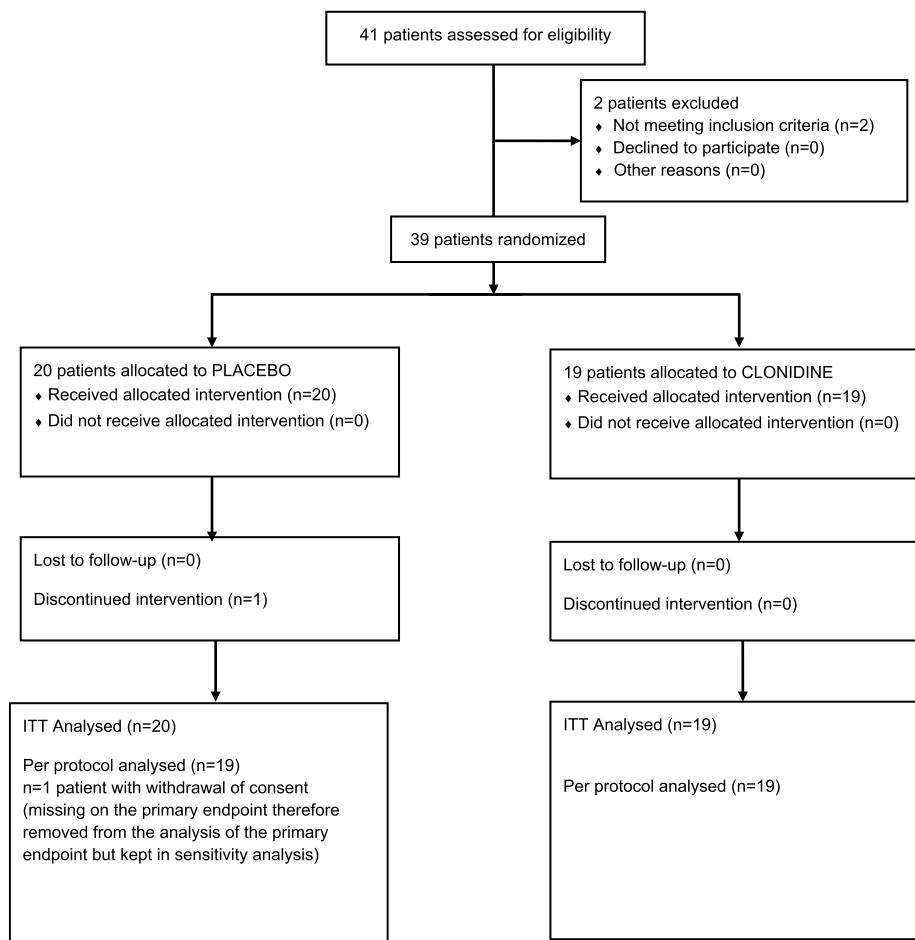 41 patients assessed for eligibility
2 patients excluded
♦ Not meeting inclusion criteria (n=2)
♦ Declined to participate (n=0)
♦ Other reasons (n=0)
39 patients randomized
20 patients allocated to PLACEBO
♦ Received allocated intervention (n=20)
♦ Did not receive allocated intervention (n=0)
19 patients allocated to CLONIDINE
♦ Received allocated intervention (n=19)
♦ Did not receive allocated intervention (n=0)
Lost to follow-up (n=0)
Discontinued intervention (n=1)
Lost to follow-up (n=0)
Discontinued intervention (n=0)
ITT Analysed (n=20)
Per protocol analysed (n=19)
n=1 patient with withdrawal of consent
(missing on the primary endpoint therefore
removed from the analysis of the primary
endpoint but kept in sensitivity analysis)
ITT Analysed (n=19)
Per protocol analysed (n=19)